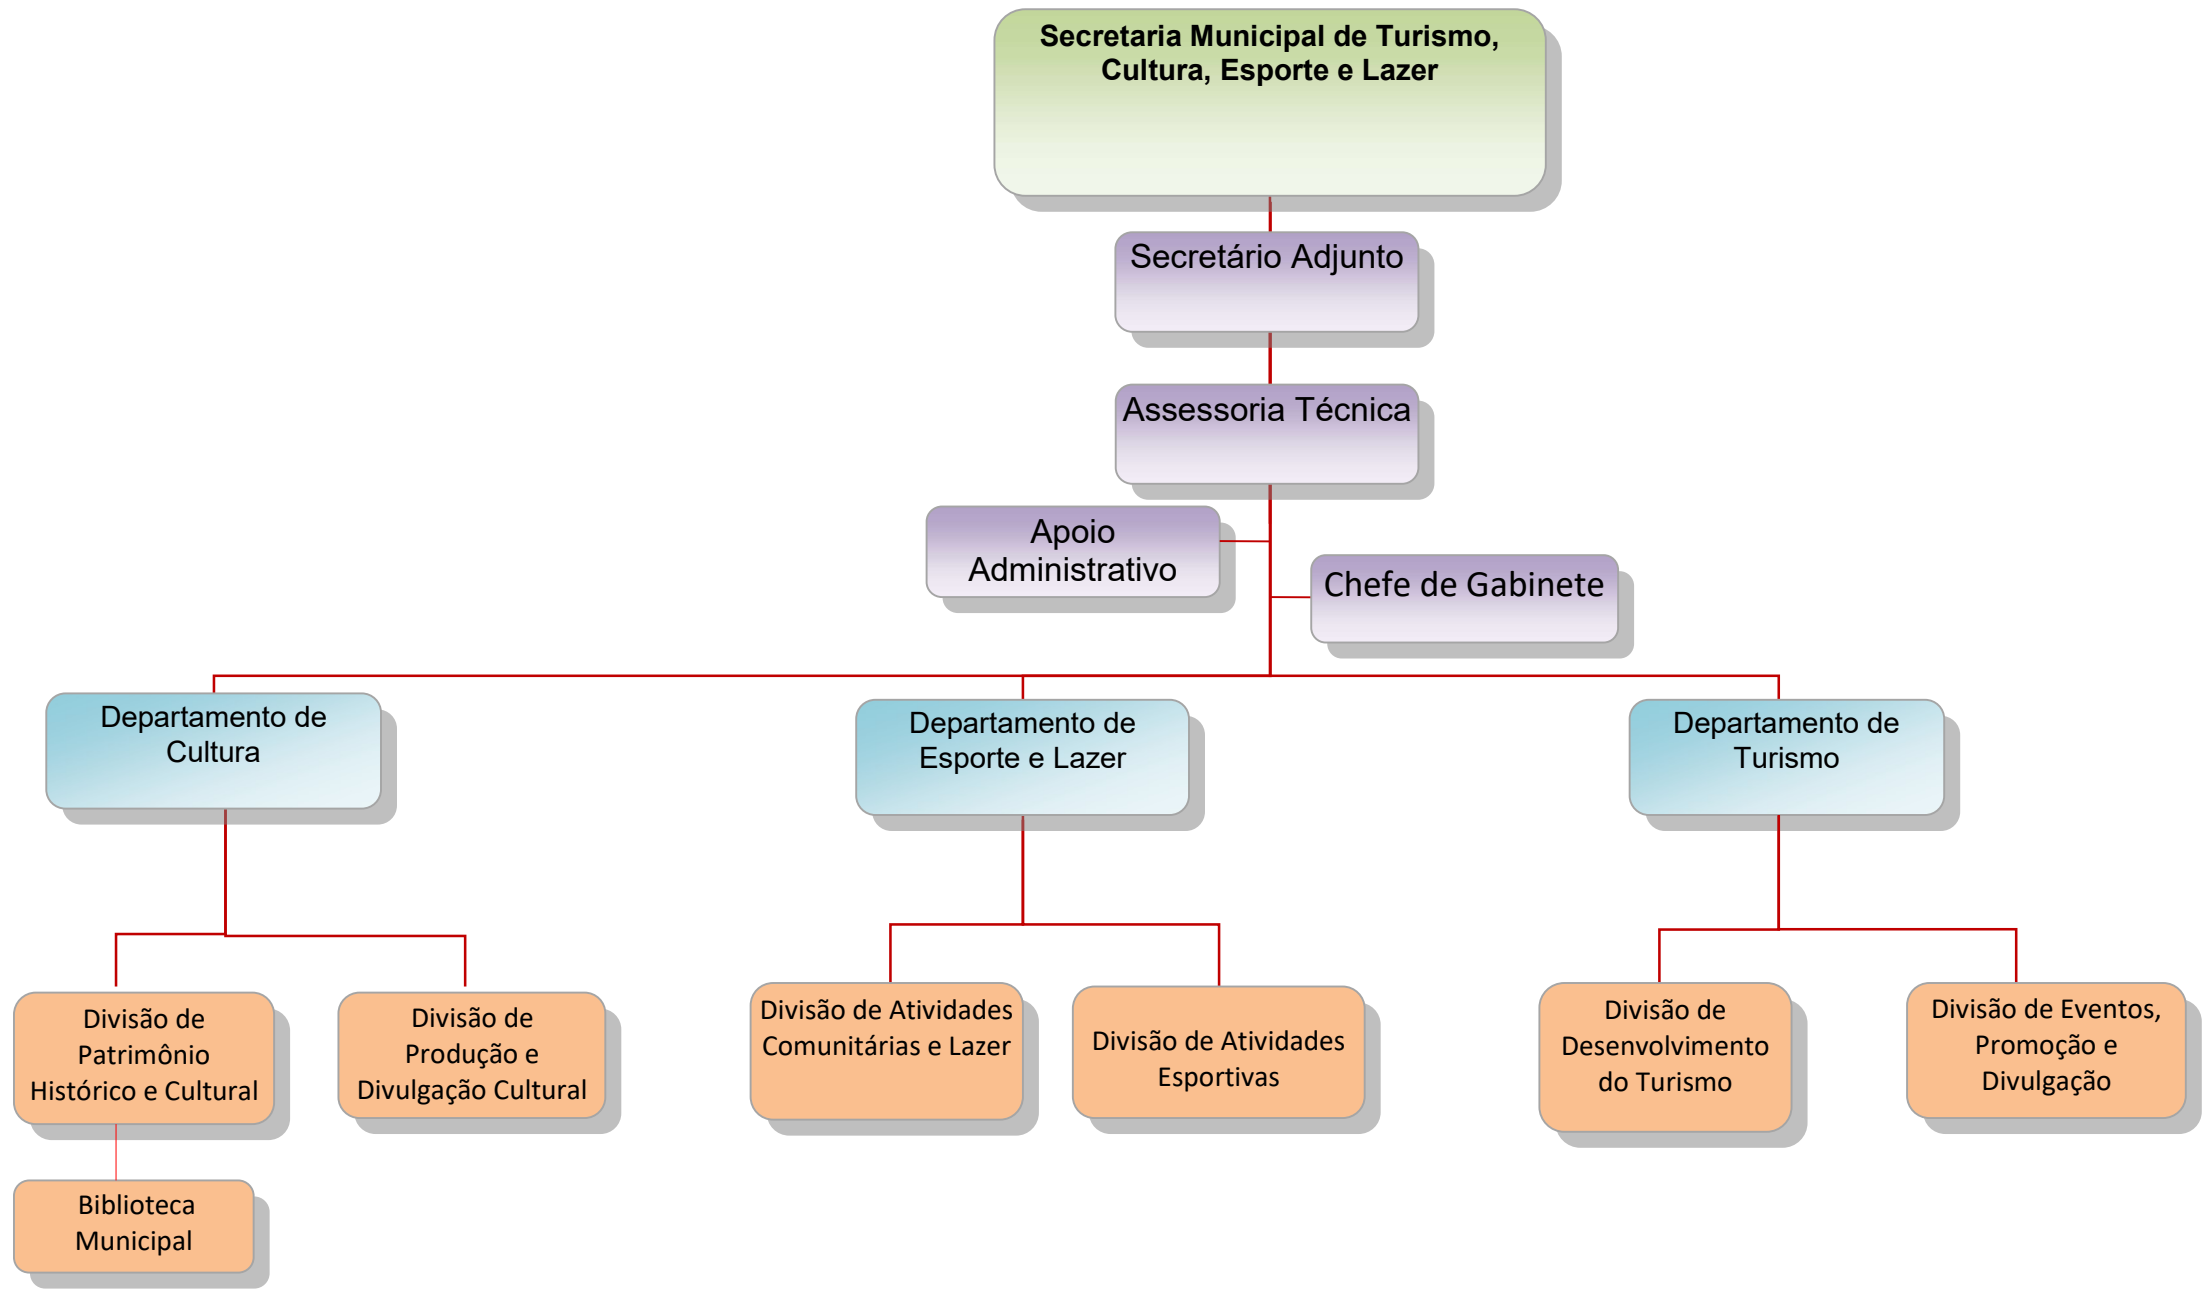 Secretaria Municipal de Turismo,
Cultura, Esporte e Lazer
Secretário Adjunto
Assessoria Técnica
Apoio
Administrativo
Chefe de Gabinete
Departamento de
Cultura
Departamento de
Esporte e Lazer
Departamento de
Turismo
Divisão de
Patrimônio
Histórico e Cultural
Divisão de
Produção e
Divulgação Cultural
Divisão de Atividades
Comunitárias e Lazer
Divisão de Atividades
Esportivas
Divisão de
Desenvolvimento
do Turismo
Divisão de Eventos,
Promoção e
Divulgação
Biblioteca
Municipal